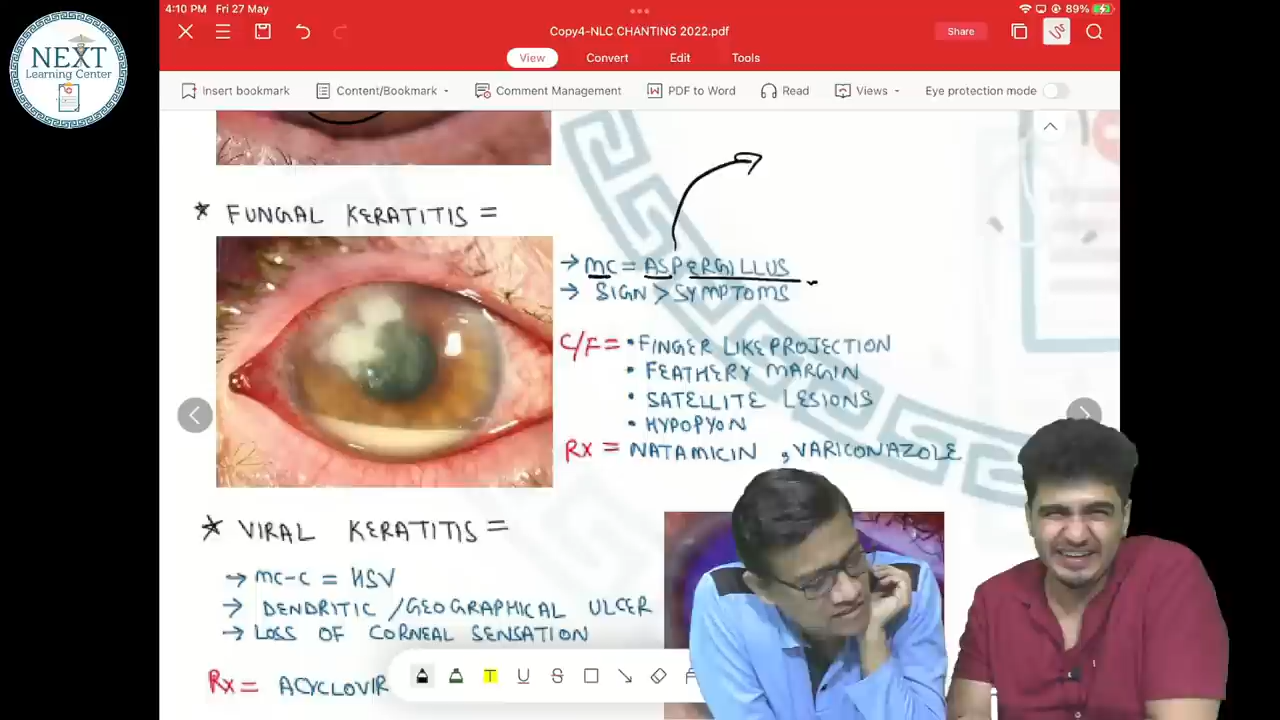 4:10 PM Fri 27 May
89%
NEXT
Learning Center
Copy4-NLC CHANTING 2022.pdf
Share
View Convert Edit Tools
Insert bookmark Content/Bookmark Comment Management PDF to Word Read Views Eye protection mode
* FUNGAL KERATITIS =
→ MC = ASPERGILLUS
→ SIGN > SYMPTOMS
C/F = • FINGER LIKE PROJECTION
• FEATHERY MARGIN
• SATELLITE LESIONS
• HYPOPYON
Rx = NATAMICIN , VARICONAZOLE
* VIRAL KERATITIS =
→ MC-C = HSV
→ DENDRITIC / GEOGRAPHICAL ULCER
→ LOSS OF CORNEAL SENSATION
Rx = ACYCLOVIR